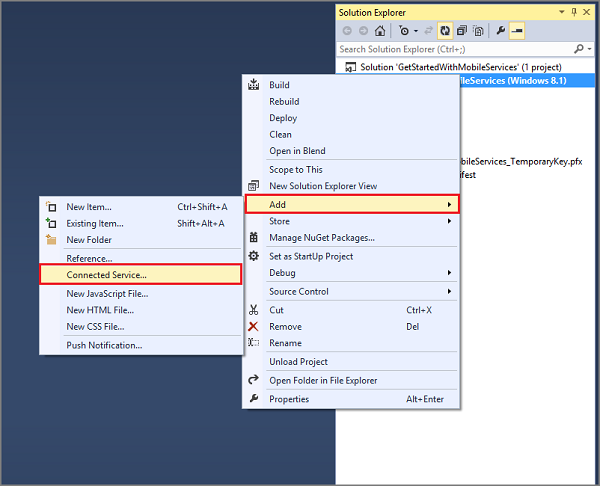 Solution Explorer
Search Solution Explorer (Ctrl+;)
Solution 'GetStartedWithMobileServices' (1 project)
ileServices (Windows 8.1)
Build
Rebuild
Deploy
Clean
Open in Blend
Scope to This
New Solution Explorer View
Add
Store
Manage NuGet Packages...
Set as StartUp Project
Debug
Source Control
Cut Ctrl+X
Remove Del
Rename
Unload Project
Open Folder in File Explorer
Properties Alt+Enter
bileServices_TemporaryKey.pfx
ifest
New Item... Ctrl+Shift+A
Existing Item... Shift+Alt+A
New Folder
Reference...
Connected Service...
New JavaScript File...
New HTML File...
New CSS File...
Push Notification...